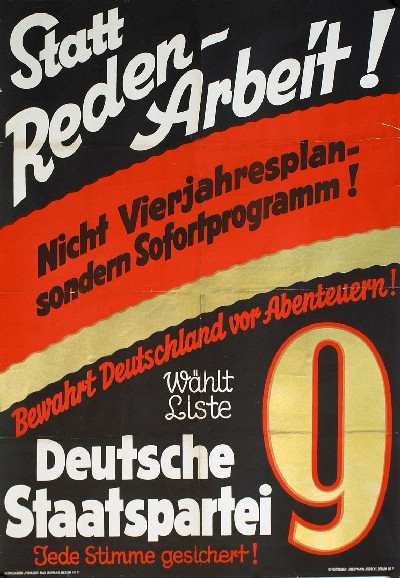 Statt
Reden-
Arbeit!
Nicht Vierjahresplan-
sondern Sofortprogramm!
Bewahrt Deutschland vor Abenteuern!
Wählt
Liste
9
Deutsche
Staatspartei
Jede Stimme gesichert!